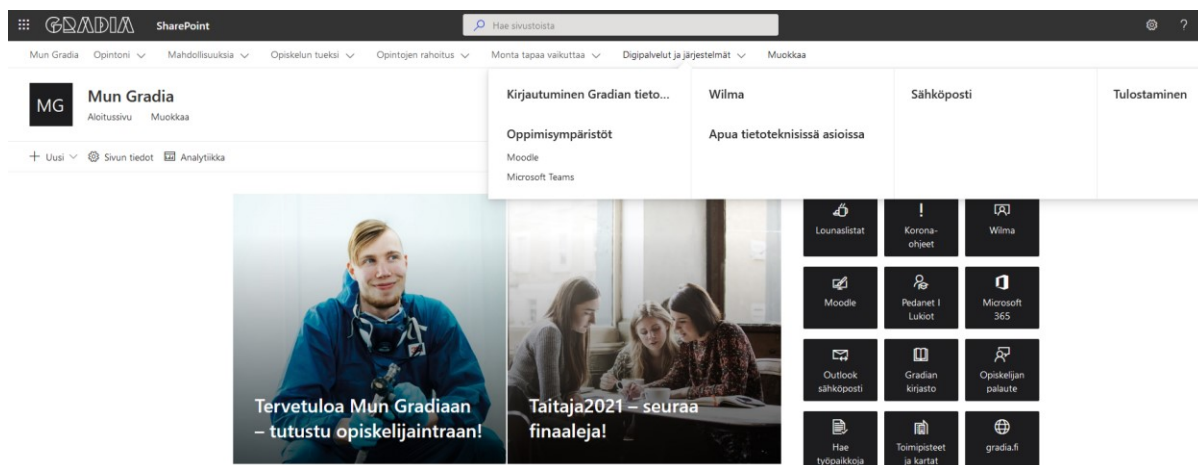 GRADIA SharePoint Hae sivustoista ?
Mun Gradia Opintoni Mahdollisuuksia Opiskelun tueksi Opintojen rahoitus Monta tapaa vaikuttaa Digipalvelut ja järjestelmät Muokkaa
MG
Mun Gradia
Aloitussivu Muokkaa
+ Uusi Sivun tiedot Analytiikka
Kirjautuminen Gradian tieto...
Oppimisympäristöt
Moodle
Microsoft Teams
Wilma
Apua tietoteknisissä asioissa
Sähköposti
Tulostaminen
Tervetuloa Mun Gradiaan
– tutustu opiskelijaintraan!
Taitaja2021 – seuraa
finaaleja!
Lounaslistat
Korona-
ohjeet
Wilma
Moodle
Pedanet I
Lukiot
Microsoft
365
Outlook
sähköposti
Gradian
kirjasto
Opiskelijan
palaute
Hae
työpaikkoja
Toimipisteet
ja kartat
gradia.fi